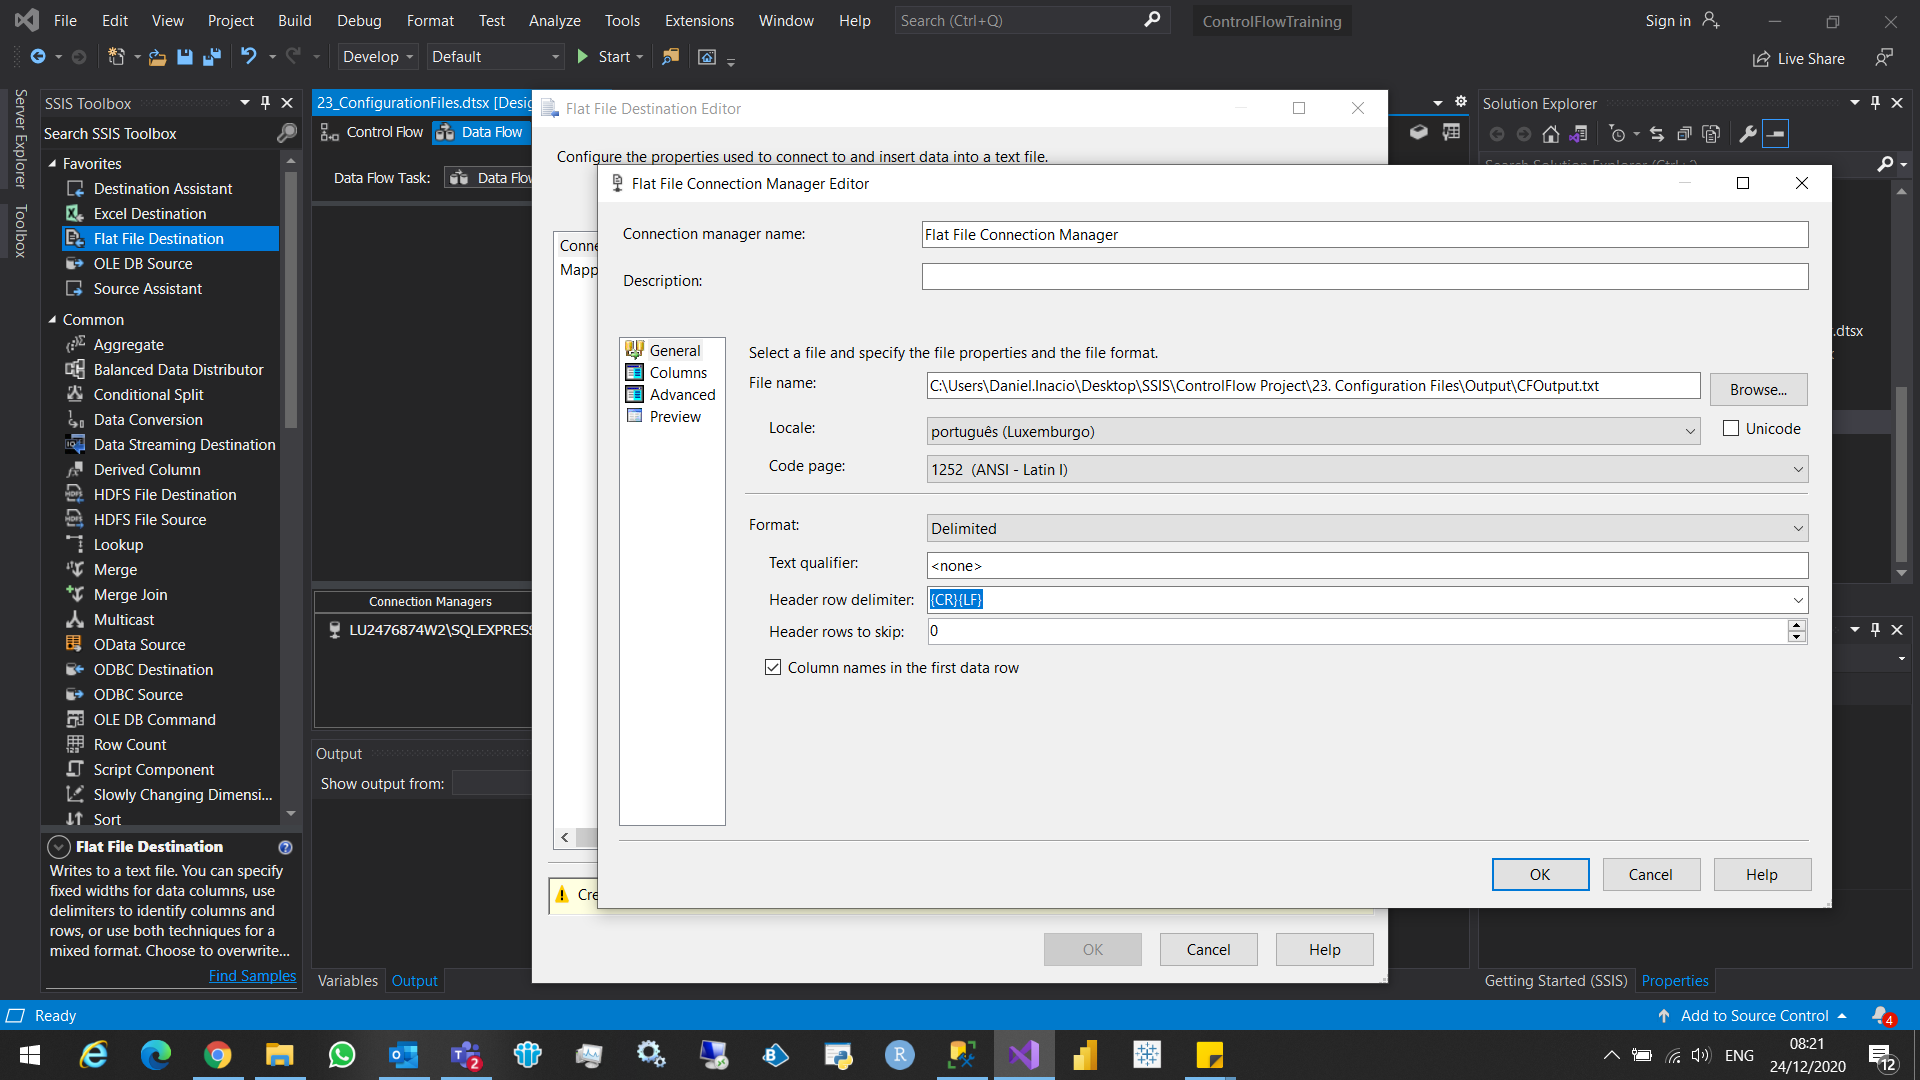 File Edit View Project Build Debug Format Test Analyze Tools Extensions Window Help Search (Ctrl+Q) ControlFlowTraining Sign in
Develop Default Start Live Share
Server Explorer
Toolbox
SSIS Toolbox
Search SSIS Toolbox
Favorites
Destination Assistant
Excel Destination
Flat File Destination
OLE DB Source
Source Assistant
Common
Aggregate
Balanced Data Distributor
Conditional Split
Data Conversion
Data Streaming Destination
Derived Column
HDFS File Destination
HDFS File Source
Lookup
Merge
Merge Join
Multicast
OData Source
ODBC Destination
ODBC Source
OLE DB Command
Row Count
Script Component
Slowly Changing Dimensi...
Sort
Flat File Destination
Writes to a text file. You can specify
fixed widths for data columns, use
delimiters to identify columns and
rows, or use both techniques for a
mixed format. Choose to overwrite...
Find Samples
23_ConfigurationFiles.dtsx [Desig
Control Flow Data Flow
Data Flow Task: Data Flow
Connection Managers
LU2476874W2\SQLEXPRESS
Output
Show output from:
Variables Output
Flat File Destination Editor
Configure the properties used to connect to and insert data into a text file.
Conne
Mapp
Cre
OK Cancel Help
Flat File Connection Manager Editor
Connection manager name: Flat File Connection Manager
Description:
General
Columns
Advanced
Preview
Select a file and specify the file properties and the file format.
File name: C:\Users\Daniel.Inacio\Desktop\SSIS\ControlFlow Project\23. Configuration Files\Output\CFOutput.txt Browse...
Locale: português (Luxemburgo) Unicode
Code page: 1252 (ANSI - Latin I)
Format: Delimited
Text qualifier: <none>
Header row delimiter: {CR}{LF}
Header rows to skip: 0
Column names in the first data row
OK Cancel Help
Solution Explorer
Search Solution Explorer (Ctrl+?)
.dtsx
Getting Started (SSIS) Properties
Ready Add to Source Control 4
2 ENG 08:21
24/12/2020 12